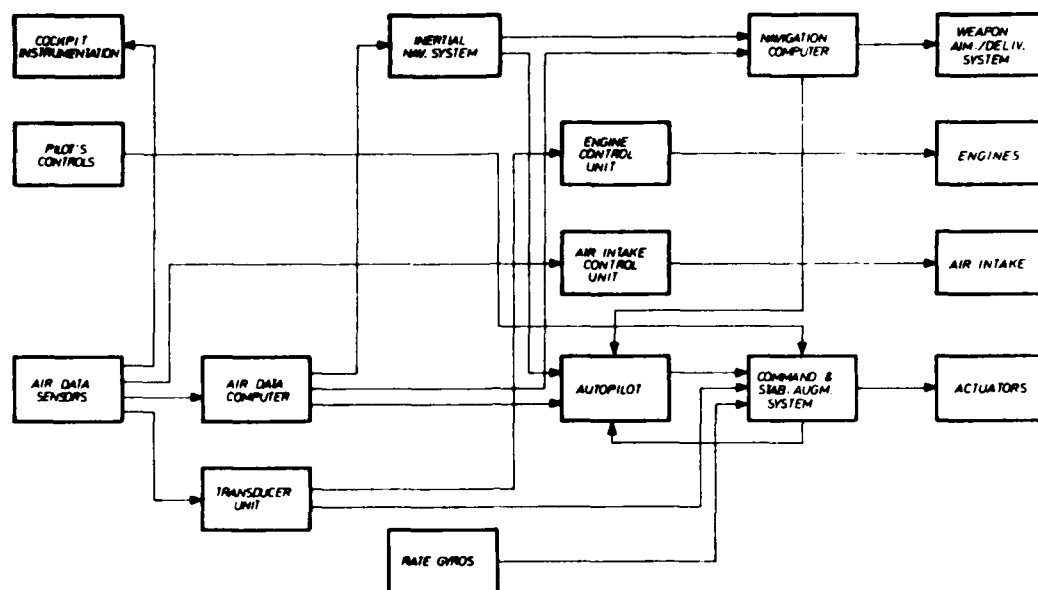 COCKPIT
INSTRUMENTATION
INERTIAL
NAV. SYSTEM
NAVIGATION
COMPUTER
WEAPON
AIM./DELIV.
SYSTEM
PILOT'S
CONTROLS
ENGINE
CONTROL
UNIT
ENGINES
AIR INTAKE
CONTROL
UNIT
AIR INTAKE
AIR DATA
SENSORS
AIR DATA
COMPUTER
AUTOPILOT
COMMAND &
STAB. AUGM.
SYSTEM
ACTUATORS
TRANSDUCER
UNIT
RATE GYROS